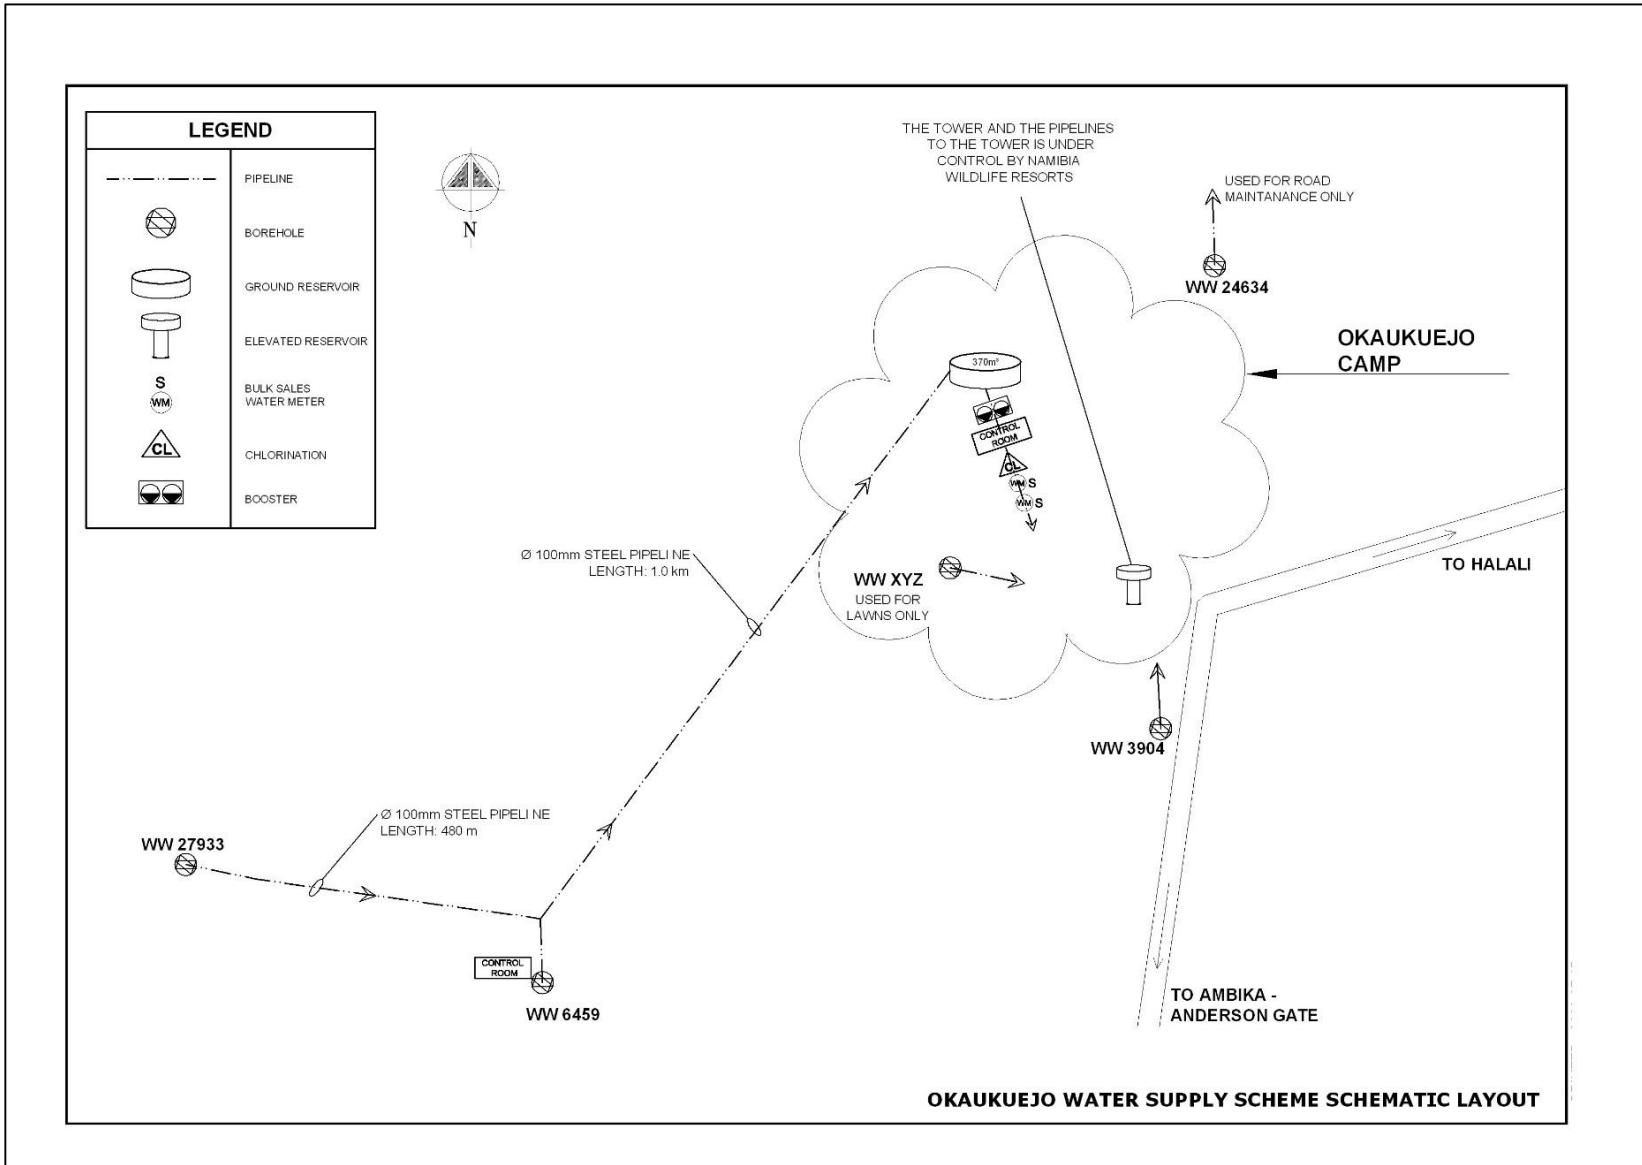 LEGEND
PIPELINE
BOREHOLE
GROUND RESERVOIR
ELEVATED RESERVOIR
S
WM
BULK SALES
WATER METER
CL
CHLORINATION
BOOSTER
N
THE TOWER AND THE PIPELINES
TO THE TOWER IS UNDER
CONTROL BY NAMIBIA
WILDLIFE RESORTS
USED FOR ROAD
MAINTANANCE ONLY
WW 24634
OKAUKUEJO
CAMP
370m³
CONTROL
ROOM
CL
WM S
WM S
Ø 100mm STEEL PIPELINE
LENGTH: 1.0 km
WW XYZ
USED FOR
LAWNS ONLY
TO HALALI
WW 3904
Ø 100mm STEEL PIPELINE
LENGTH: 480 m
WW 27933
CONTROL
ROOM
WW 6459
TO AMBIKA -
ANDERSON GATE
OKAUKUEJO WATER SUPPLY SCHEME SCHEMATIC LAYOUT